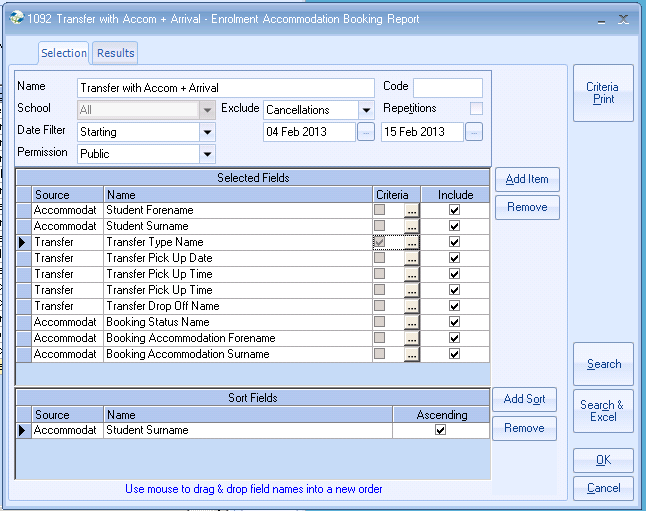 1092 Transfer with Accom + Arrival - Enrolment Accommodation Booking Report
Selection Results
Name Transfer with Accom + Arrival Code
School All Exclude Cancellations Repetitions
Date Filter Starting 04 Feb 2013 ... 15 Feb 2013 ...
Permission Public
Criteria
Print
Selected Fields
Source Name Criteria Include
Accommodat Student Forename ...
Accommodat Student Surname ...
Transfer Transfer Type Name ...
Transfer Transfer Pick Up Date ...
Transfer Transfer Pick Up Time ...
Transfer Transfer Pick Up Time ...
Transfer Transfer Drop Off Name ...
Accommodat Booking Status Name ...
Accommodat Booking Accommodation Forename ...
Accommodat Booking Accommodation Surname ...
Add Item
Remove
Sort Fields
Source Name Ascending
Accommodat Student Surname
Add Sort
Remove
Search
Search &
Excel
OK
Cancel
Use mouse to drag & drop field names into a new order